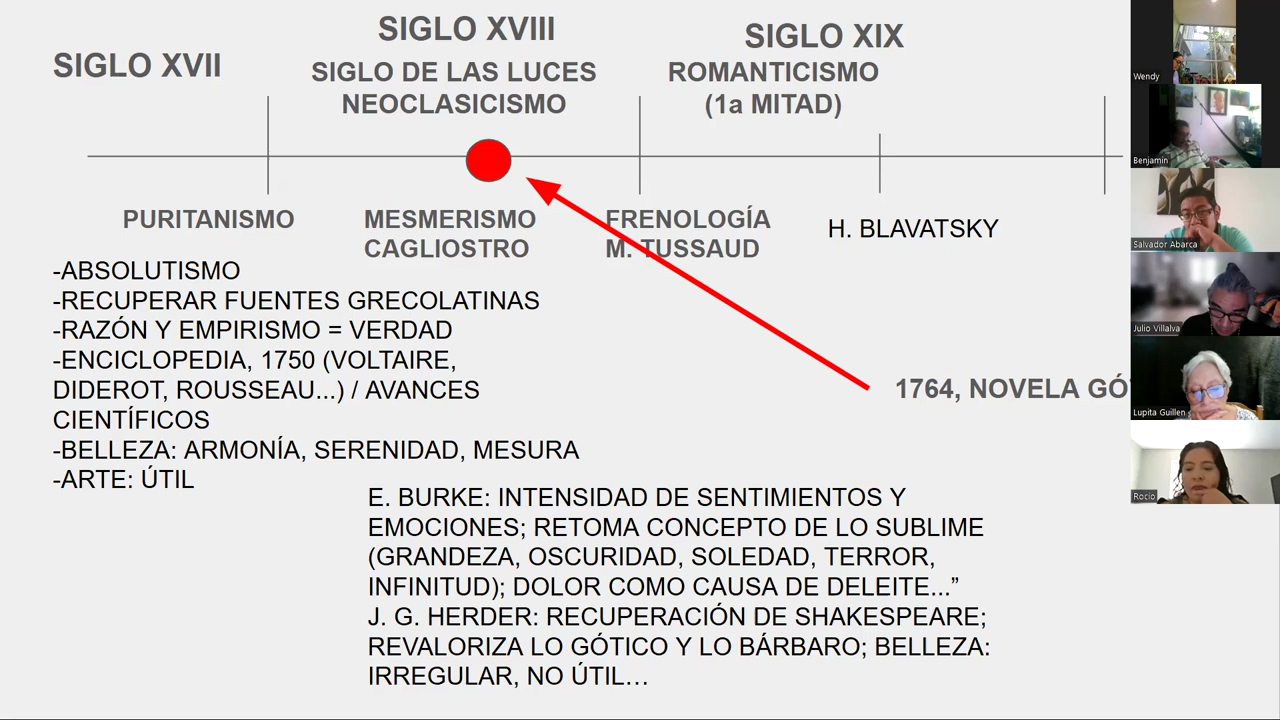 SIGLO XVII
SIGLO XVIII
SIGLO DE LAS LUCES
NEOCLASICISMO
SIGLO XIX
ROMANTICISMO
(1a MITAD)
PURITANISMO
MESMERISMO
CAGLIOSTRO
FRENOLOGÍA
M. TUSSAUD
H. BLAVATSKY
-ABSOLUTISMO
-RECUPERAR FUENTES GRECOLATINAS
-RAZÓN Y EMPIRISMO = VERDAD
-ENCICLOPEDIA, 1750 (VOLTAIRE,
DIDEROT, ROUSSEAU...) / AVANCES
CIENTÍFICOS
-BELLEZA: ARMONÍA, SERENIDAD, MESURA
-ARTE: ÚTIL
1764, NOVELA GÓ
E. BURKE: INTENSIDAD DE SENTIMIENTOS Y
EMOCIONES; RETOMA CONCEPTO DE LO SUBLIME
(GRANDEZA, OSCURIDAD, SOLEDAD, TERROR,
INFINITUD); DOLOR COMO CAUSA DE DELEITE...”
J. G. HERDER: RECUPERACIÓN DE SHAKESPEARE;
REVALORIZA LO GÓTICO Y LO BÁRBARO; BELLEZA:
IRREGULAR, NO ÚTIL…
Wendy
Benjamín
Salvador Abarca
Julio Villalva
Lupita Guillen
Rocío